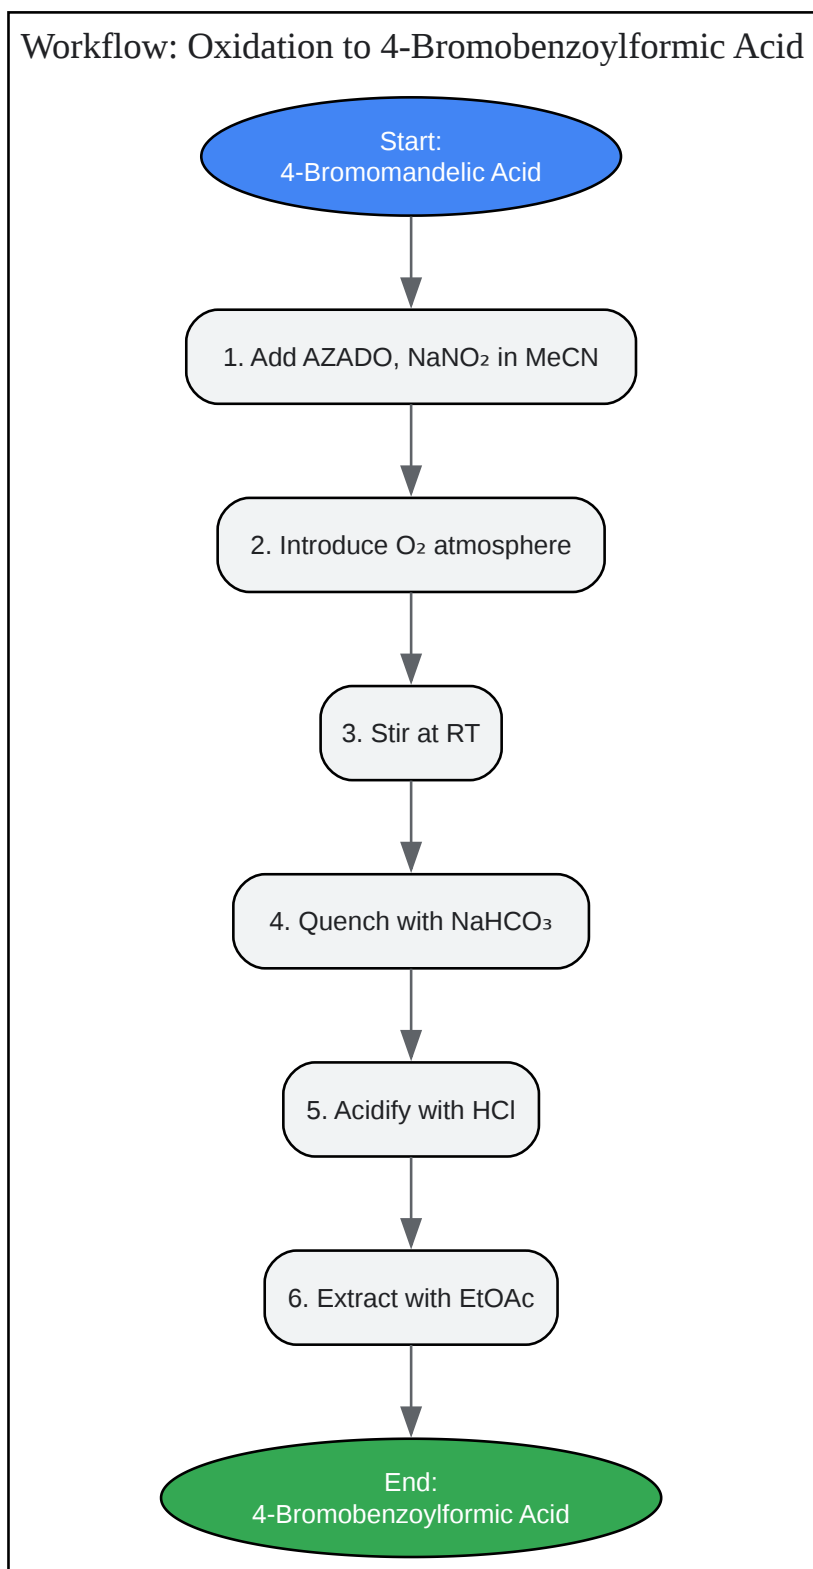 Workflow: Oxidation to 4-Bromobenzoylformic Acid
Start:
4-Bromomandelic Acid
1. Add AZADO, NaNO₂ in MeCN
2. Introduce O₂ atmosphere
3. Stir at RT
4. Quench with NaHCO₃
5. Acidify with HCl
6. Extract with EtOAc
End:
4-Bromobenzoylformic Acid